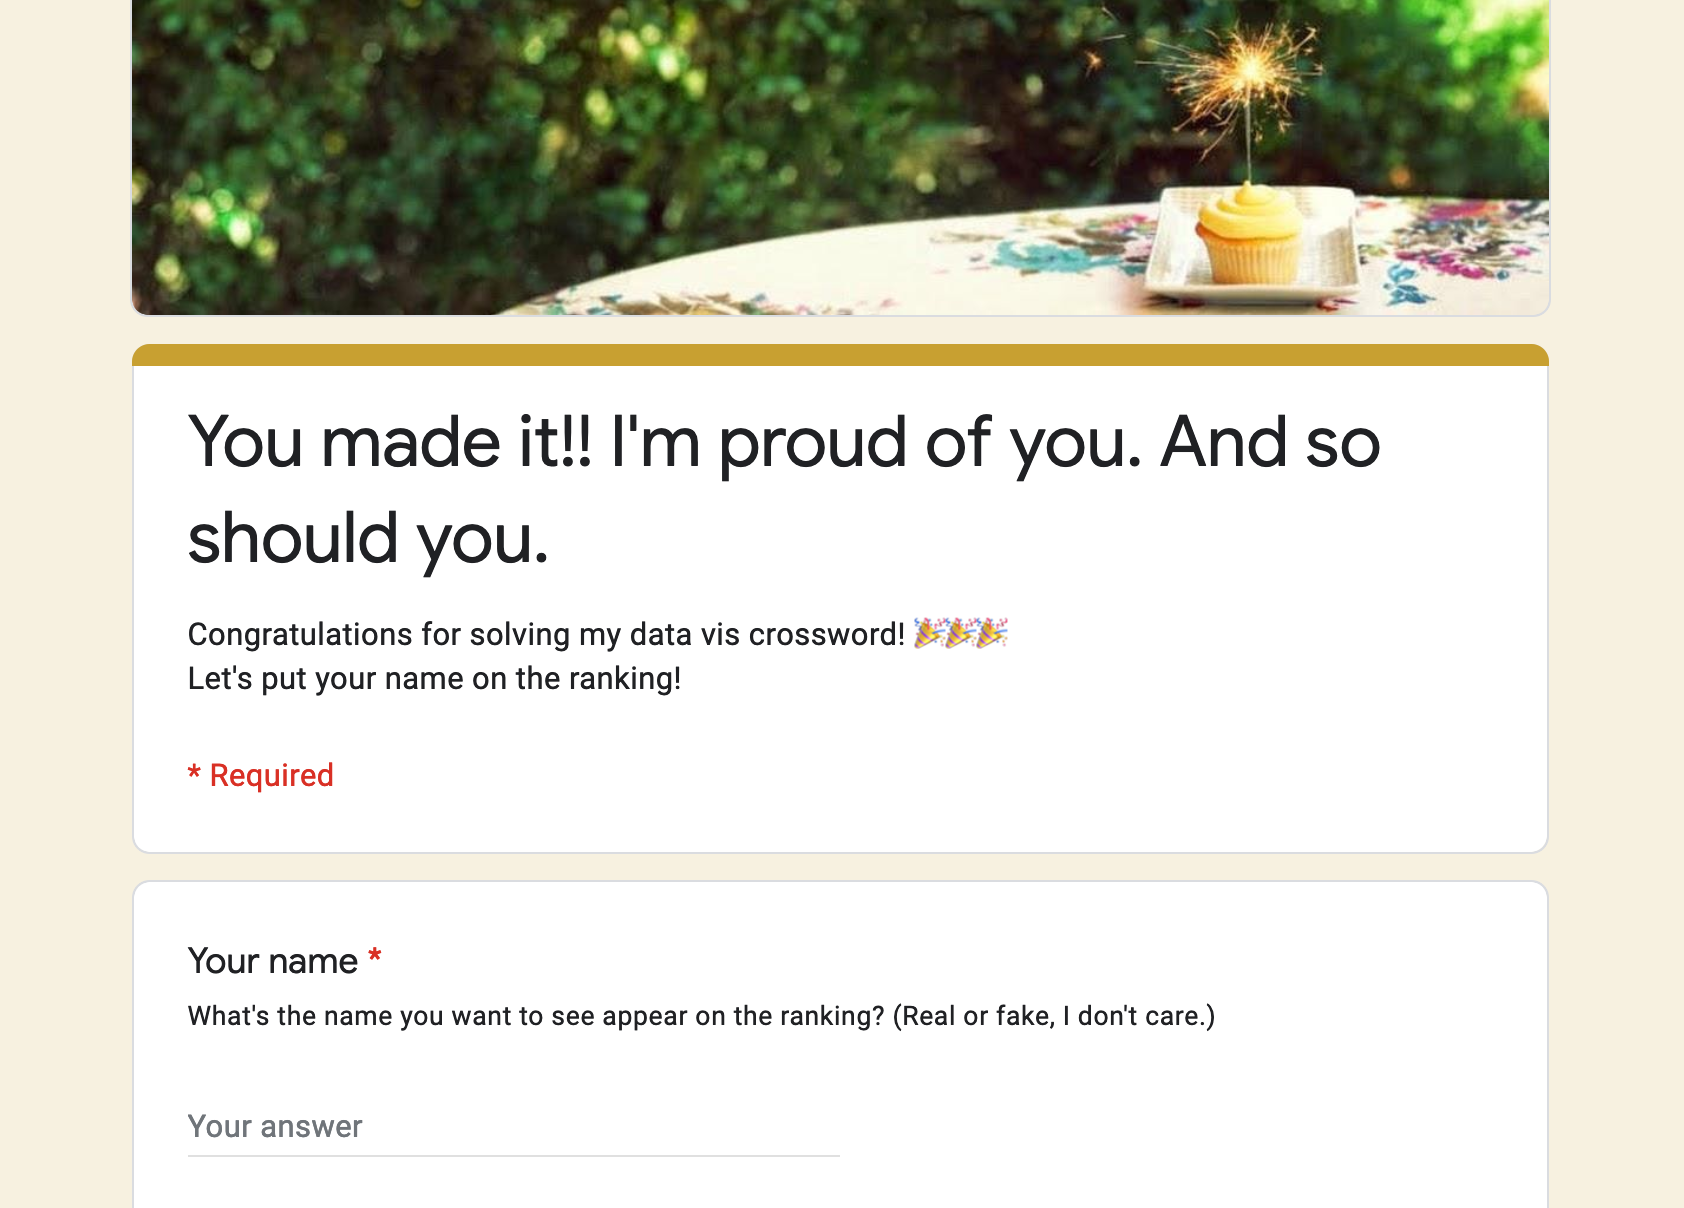 You made it!! I'm proud of you. And so
should you.
Congratulations for solving my data vis crossword! 🎉🎉🎉
Let's put your name on the ranking!
* Required
Your name *
What's the name you want to see appear on the ranking? (Real or fake, I don't care.)
Your answer